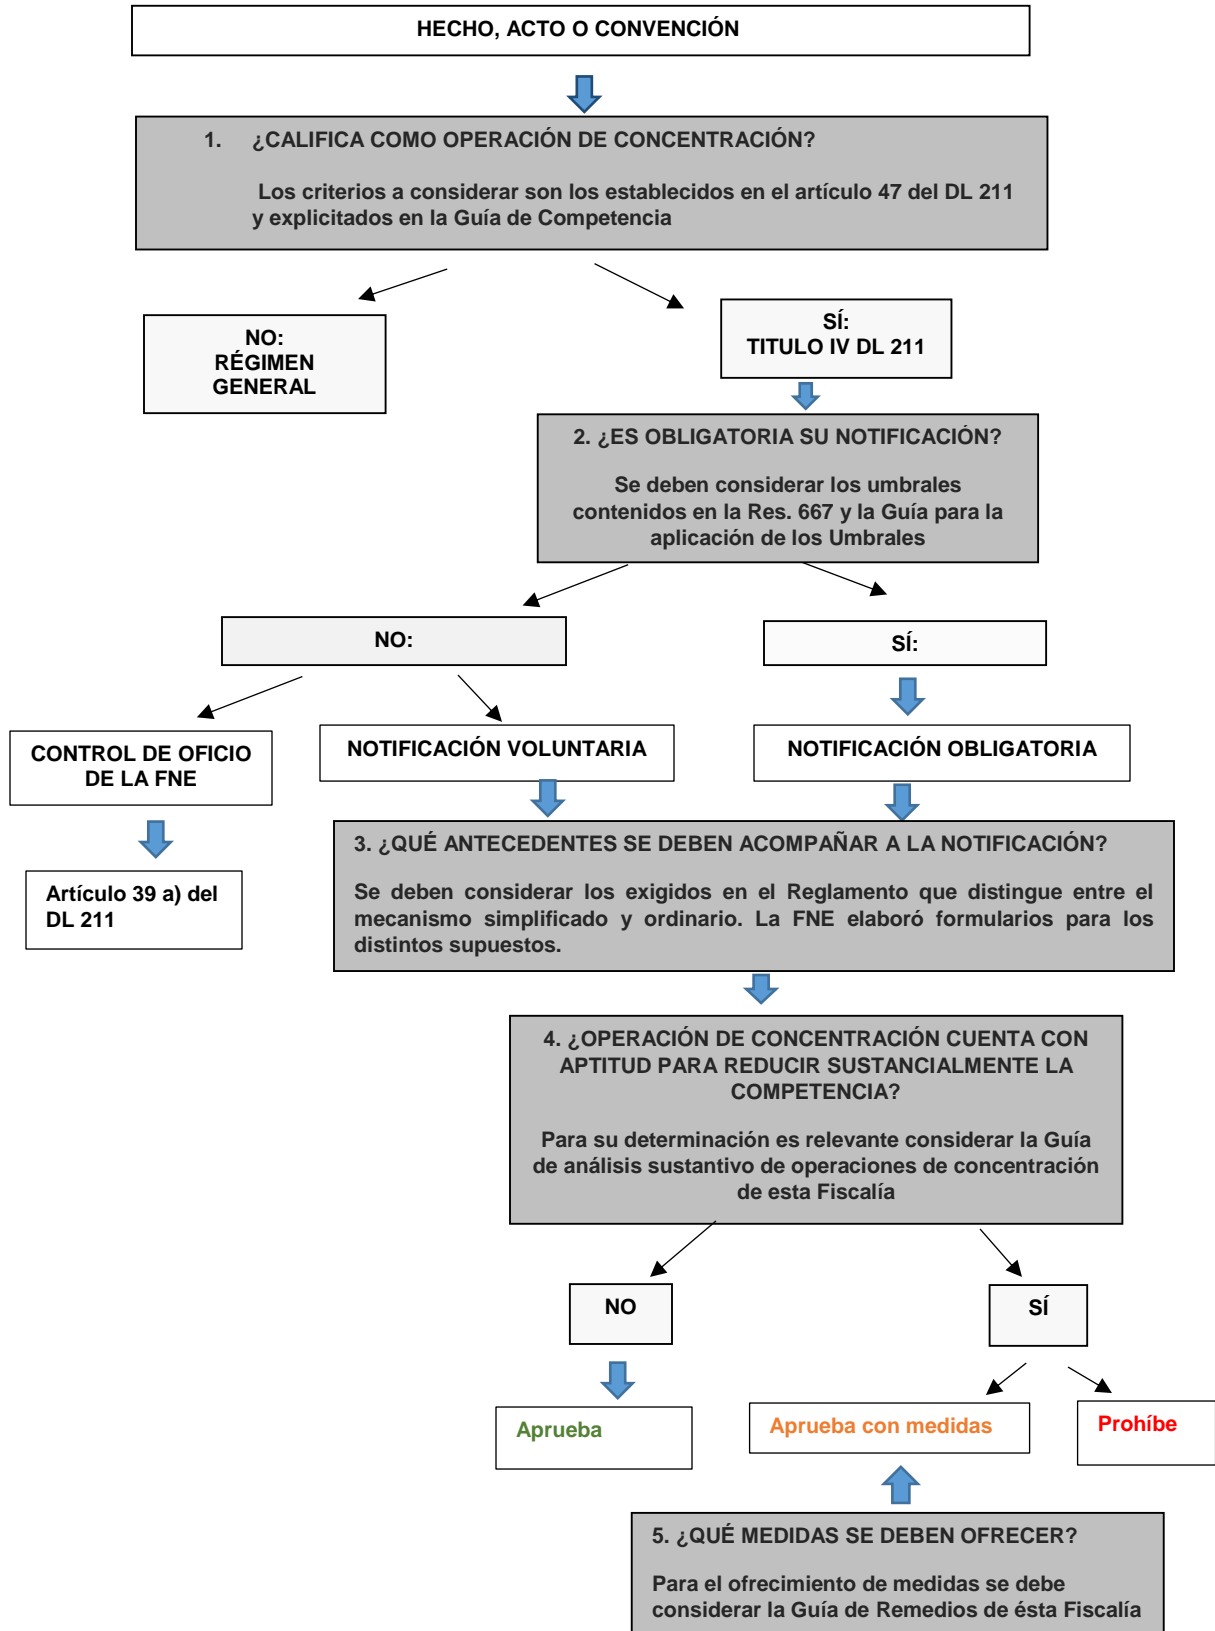 HECHO, ACTO O CONVENCIÓN
1. ¿CALIFICA COMO OPERACIÓN DE CONCENTRACIÓN?
Los criterios a considerar son los establecidos en el artículo 47 del DL 211
y explicitados en la Guía de Competencia
NO:
RÉGIMEN
GENERAL
SÍ:
TITULO IV DL 211
2. ¿ES OBLIGATORIA SU NOTIFICACIÓN?
Se deben considerar los umbrales
contenidos en la Res. 667 y la Guía para la
aplicación de los Umbrales
NO:
SÍ:
CONTROL DE OFICIO
DE LA FNE
NOTIFICACIÓN VOLUNTARIA
NOTIFICACIÓN OBLIGATORIA
Artículo 39 a) del
DL 211
3. ¿QUÉ ANTECEDENTES SE DEBEN ACOMPAÑAR A LA NOTIFICACIÓN?
Se deben considerar los exigidos en el Reglamento que distingue entre el
mecanismo simplificado y ordinario. La FNE elaboró formularios para los
distintos supuestos.
4. ¿OPERACIÓN DE CONCENTRACIÓN CUENTA CON
APTITUD PARA REDUCIR SUSTANCIALMENTE LA
COMPETENCIA?
Para su determinación es relevante considerar la Guía
de análisis sustantivo de operaciones de concentración
de esta Fiscalía
NO
SÍ
Aprueba
Aprueba con medidas
Prohíbe
5. ¿QUÉ MEDIDAS SE DEBEN OFRECER?
Para el ofrecimiento de medidas se debe
considerar la Guía de Remedios de ésta Fiscalía